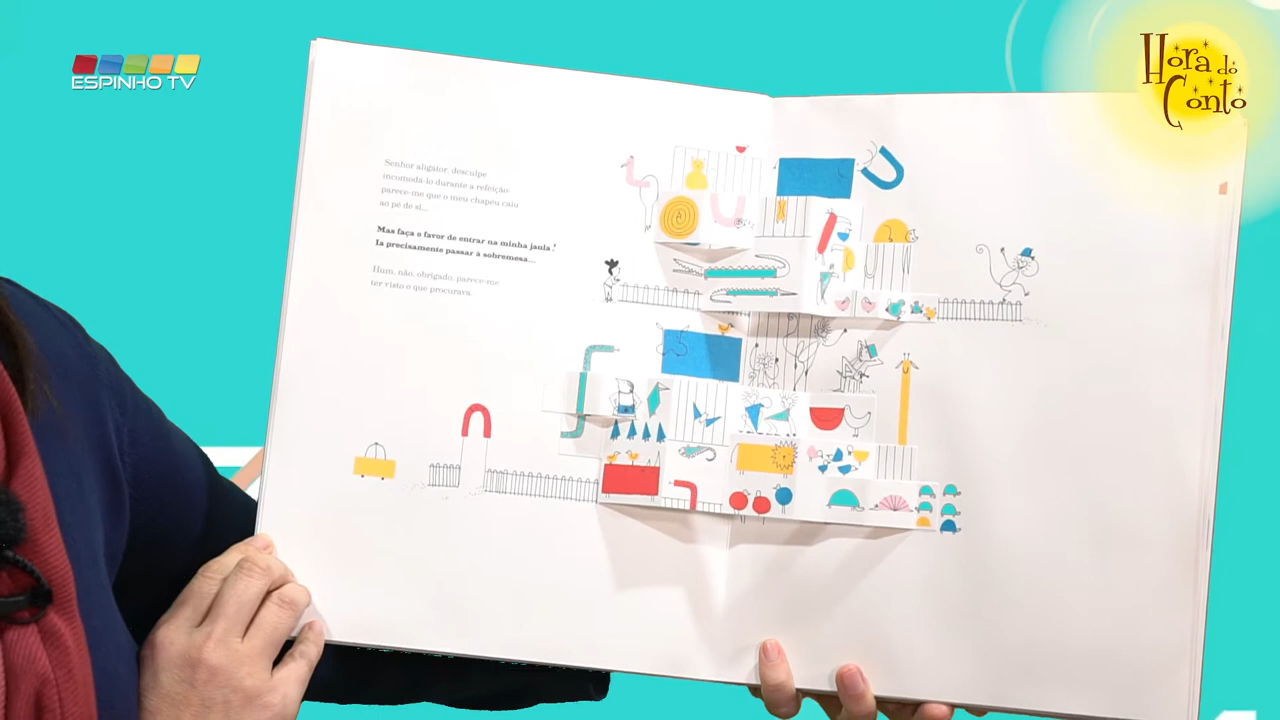 ESPINHO TV
Hora do
Conto
Senhor aligator, desculpe
incomodá-lo durante a refeição:
parece-me que o meu chapéu caiu
ao pé de si...
Mas faça o favor de entrar na minha jaula!
Ia precisamente passar à sobremesa...
Hum, não, obrigado, parece-me
ter visto o que procurava.